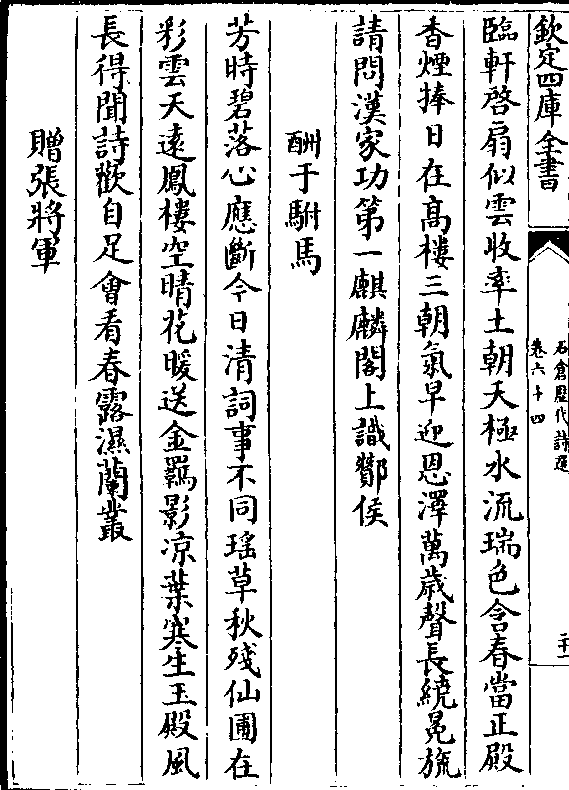 欽定四庫全書
石倉歷代詩選
卷六十四
二十一
臨軒啓扇似雲收率土朝天極水流瑞色含春當正殿
香煙捧日在高樓三朝氣早迎恩澤萬歳聲長繞冕旒
請問漢家功第一麒麟閣上識酇侯
酬于駙馬
芳時碧落心應斷今日清詞事不同瑶草秋殘仙圃在
彩雲天遠鳳樓空晴花暖送金羈影凉葉寒生玉殿風
長得聞詩歡自足會看春露濕蘭叢
贈張將軍